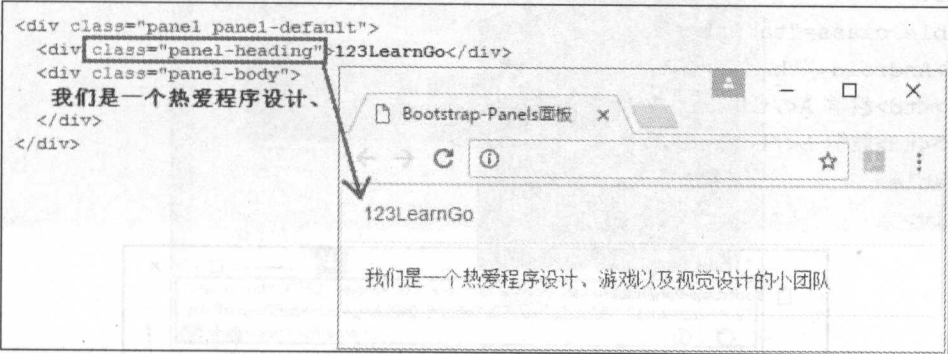 <div class="panel panel-default">
<div class="panel-heading">123LearnGo</div>
<div class="panel-body">
我们是一个热爱程序设计、
</div>
</div>
Bootstrap-Panels面板
123LearnGo
我们是一个热爱程序设计、游戏以及视觉设计的小团队